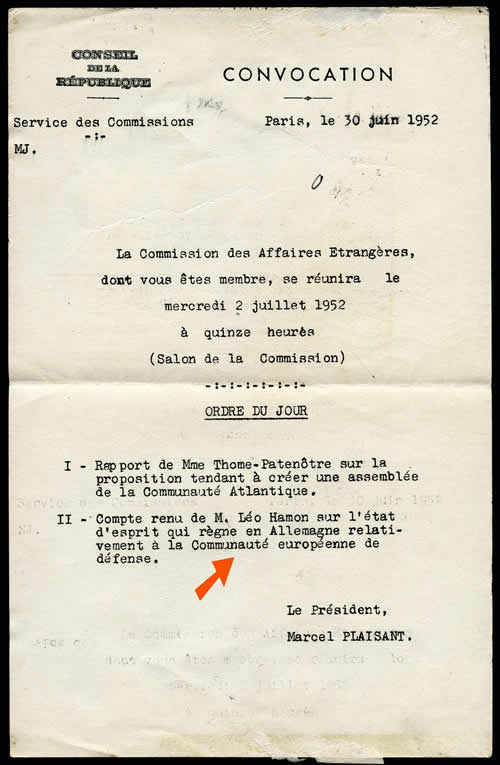 CONSEIL
DE LA
RÉPUBLIQUE
CONVOCATION
Service des Commissions
-:-
MJ.
Paris, le 30 juin 1952
La Commission des Affaires Etrangères,
dont vous êtes membre, se réunira le
mercredi 2 juillet 1952
à quinze heures
(Salon de la Commission)
-:-:-:-:-:-:-
ORDRE DU JOUR
I - Rapport de Mme Thome-Patenôtre sur la
proposition tendant à créer une assemblée
de la Communauté Atlantique.
II - Compte renu de M. Léo Hamon sur l'état
d'esprit qui règne en Allemagne relati-
vement à la Communauté européenne de
défense.
Le Président,
Marcel PLAISANT.